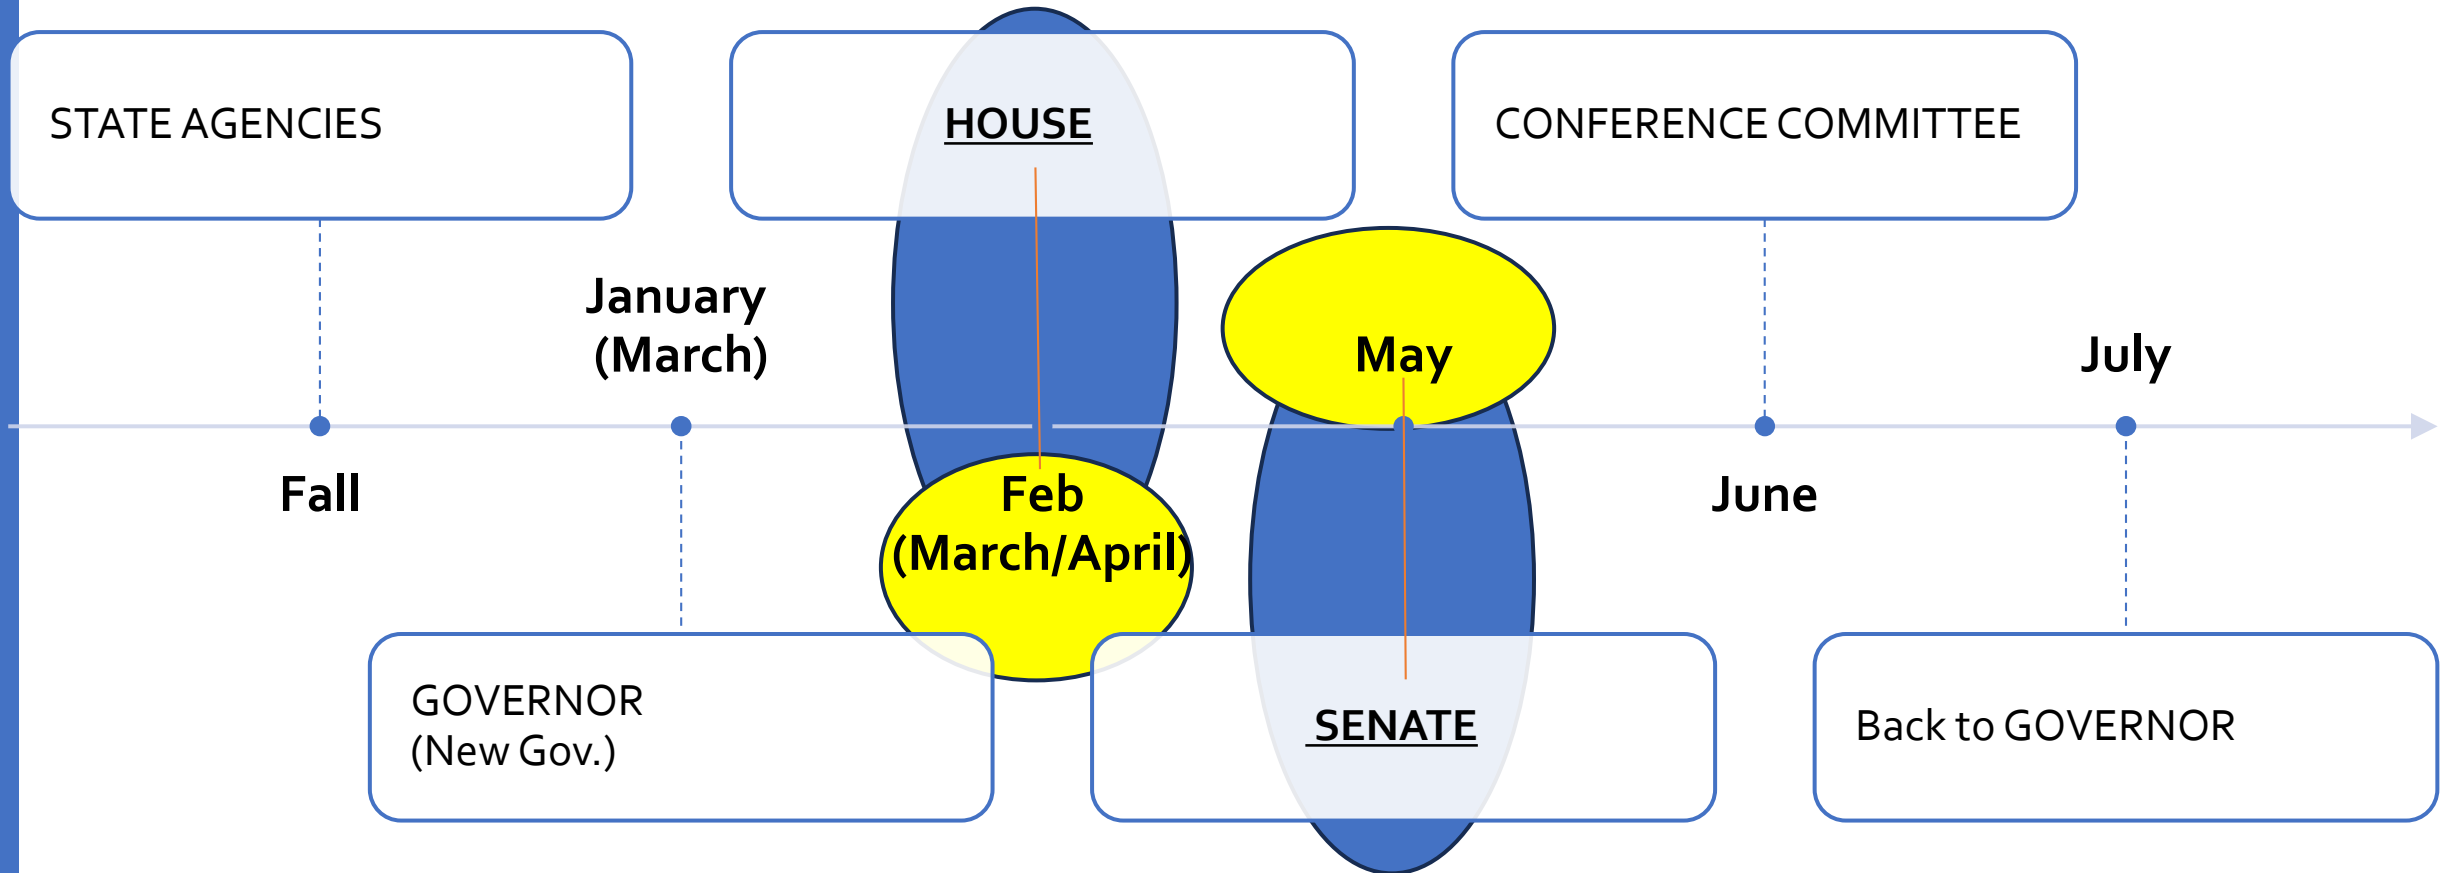 STATE AGENCIES
HOUSE
CONFERENCE COMMITTEE
January
(March)
May
July
Fall
Feb
(March/April)
June
GOVERNOR
(New Gov.)
SENATE
Back to GOVERNOR